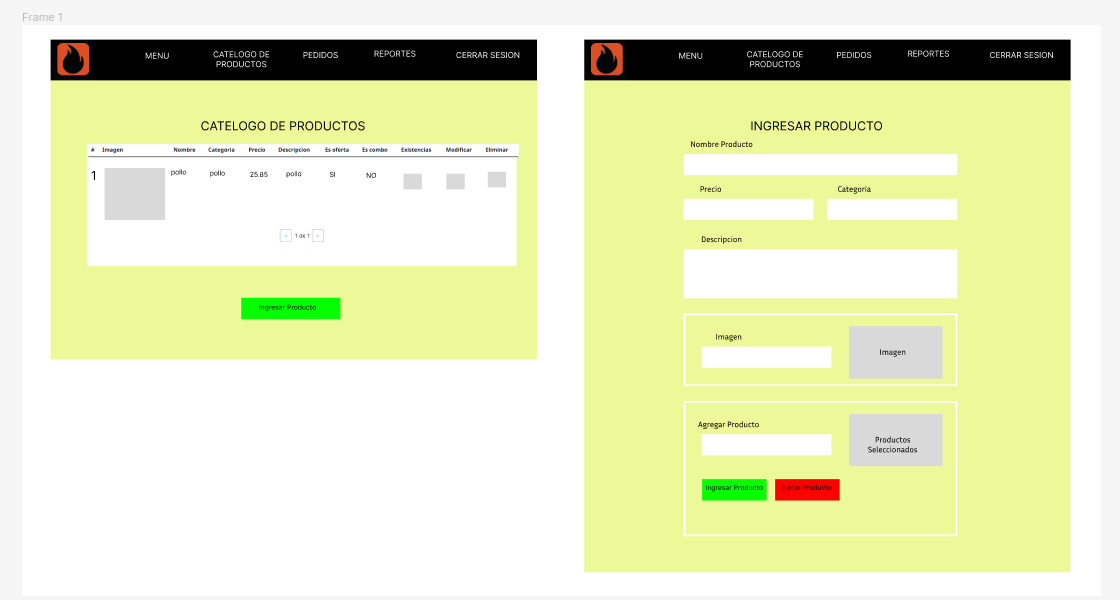 Frame 1
MENU
CATELOGO DE
PRODUCTOS
PEDIDOS
REPORTES
CERRAR SESION
CATELOGO DE PRODUCTOS
# Imagen Nombre Categoria Precio Descripcion Es oferta Es combo Existencias Modificar Eliminar
1 pollo pollo 25.85 pollo SI NO
1 de 1
Ingresar Producto
MENU
CATELOGO DE
PRODUCTOS
PEDIDOS
REPORTES
CERRAR SESION
INGRESAR PRODUCTO
Nombre Producto
Precio Categoria
Descripcion
Imagen
Imagen
Agregar Producto
Productos
Seleccionados
Ingresar Producto Sacar Producto